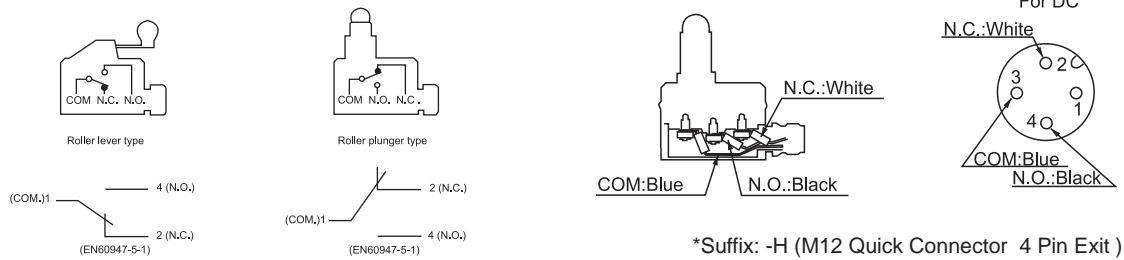 COM N.C. N.O.
Roller lever type
4 (N.O.)
(COM.)1
2 (N.C.)
(EN60947-5-1)
COM N.O. N.C.
Roller plunger type
2 (N.C.)
(COM.)1
4 (N.O.)
(EN60947-5-1)
N.C.:White
COM:Blue
N.O.:Black
For DC
N.C.:White
2
3
1
4
COM:Blue
N.O.:Black
*Suffix: -H (M12 Quick Connector 4 Pin Exit )